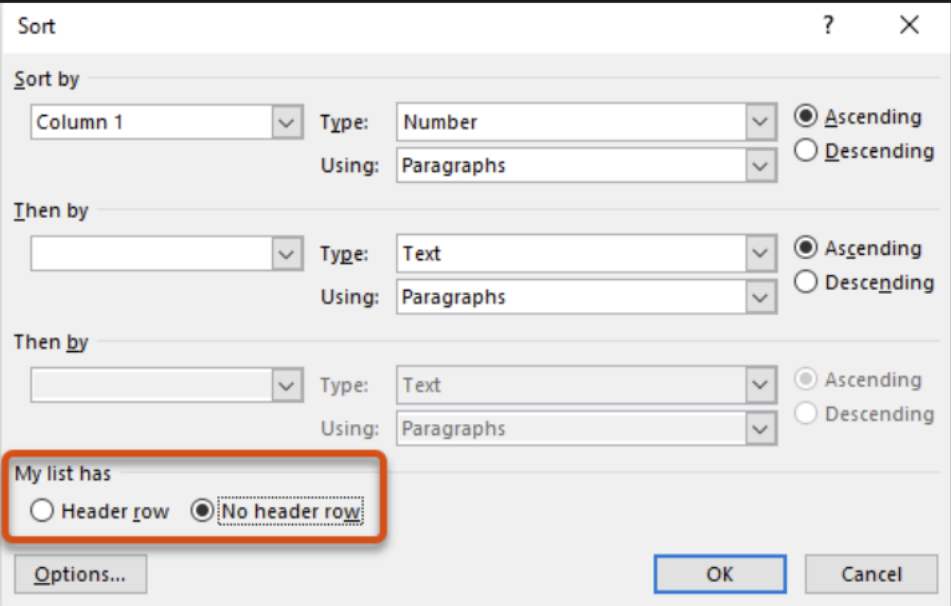 Sort ?
Sort by
Column 1 Type: Number Ascending
Descending
Using: Paragraphs
Then by
Type: Text Ascending
Descending
Using: Paragraphs
Then by
Type: Text Ascending
Descending
Using: Paragraphs
My list has
Header row No header row
Options... OK Cancel